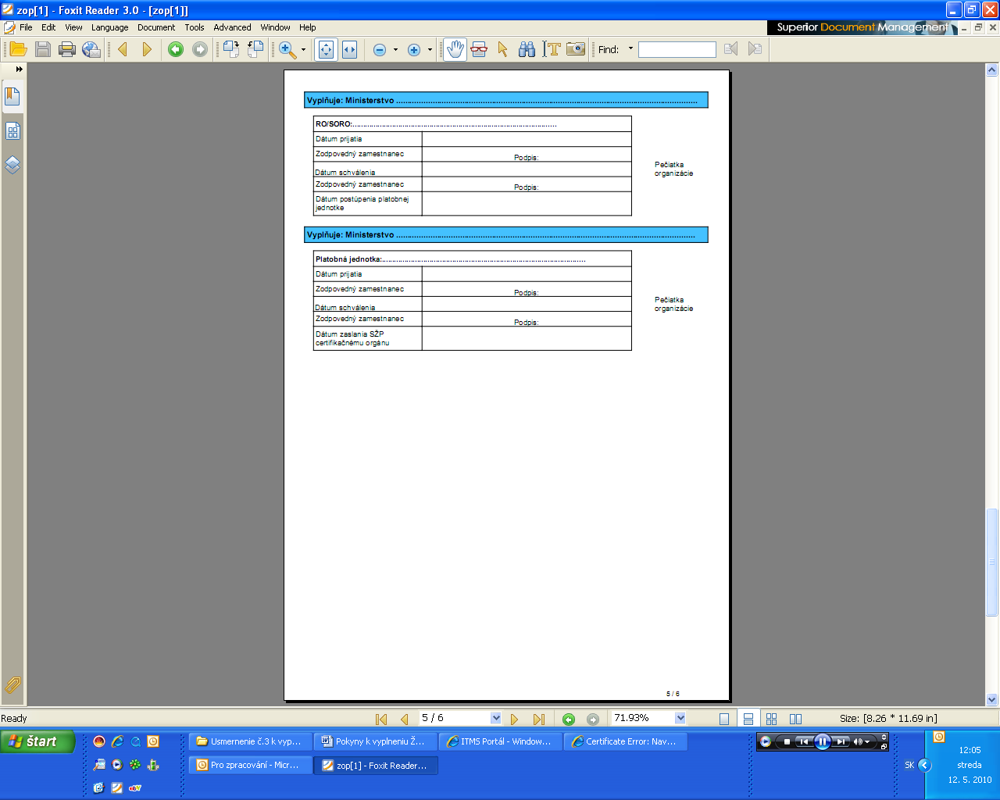 zop[1] - Foxit Reader 3.0 - [zop[1]]
File Edit View Language Document Tools Advanced Window Help
Superior Document Management
Find:
Vyplňuje: Ministerstvo ....................................................................................................................................
RO/SORO:..............................................................................................
Dátum prijatia
Zodpovedný zamestnanec Podpis:
Dátum schválenia
Zodpovedný zamestnanec Podpis:
Dátum postúpenia platobnej
jednotke
Pečiatka
organizácie
Vyplňuje: Ministerstvo ...................................................................................................................................
Platobná jednotka:..............................................................................................
Dátum prijatia
Zodpovedný zamestnanec Podpis:
Dátum schválenia
Zodpovedný zamestnanec Podpis:
Dátum zaslania SŽP
certifikačnému orgánu
Pečiatka
organizácie
5 / 6
Ready 5 / 6 71.93% Size: [8.26 * 11.69 in]
štart
Usmernenie č.3 k vyp... Pokyny k vyplneniu Ž... ITMS Portál - Window... Certificate Error: Nav...
Pro zpracování - Micr... zop[1] - Foxit Reader...
SK
12:05
streda
12. 5. 2010